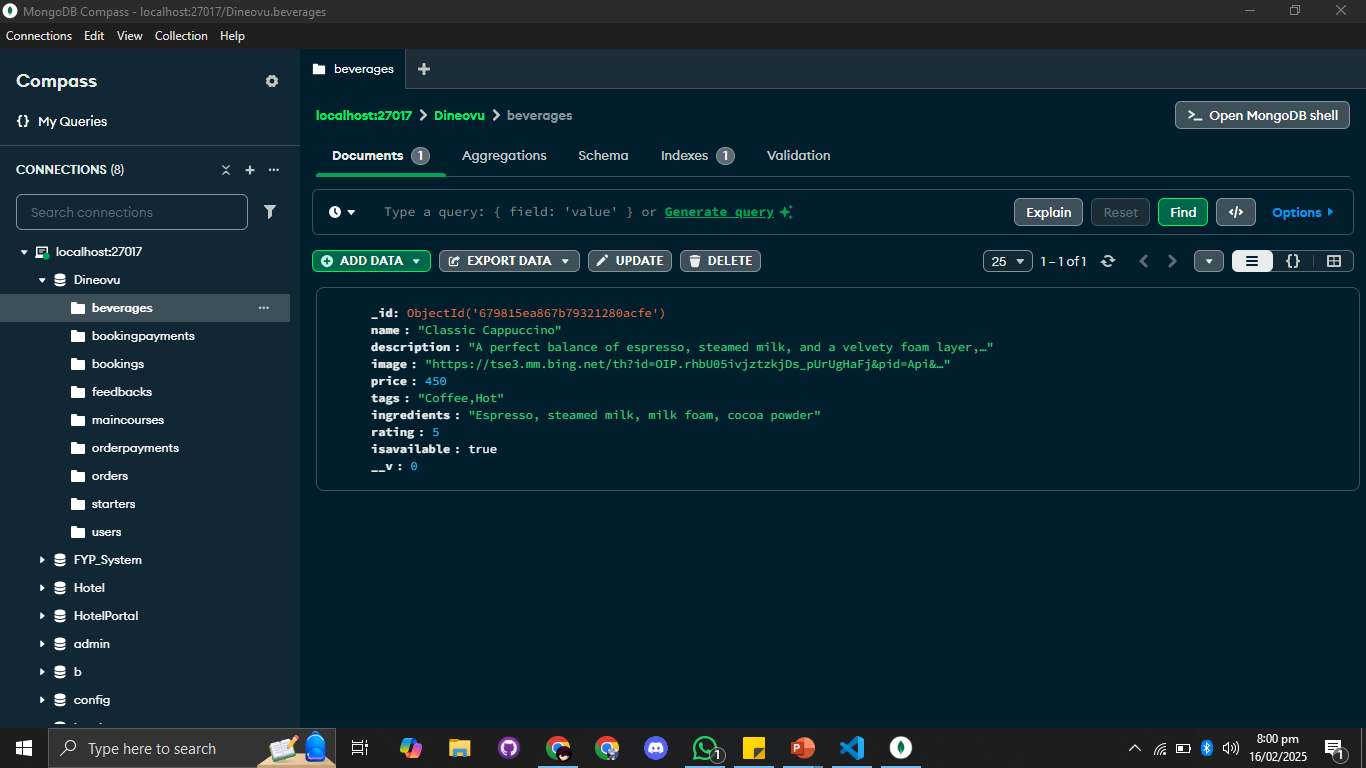 MongoDB Compass - localhost:27017/Dineovu.beverages
Connections Edit View Collection Help
Compass
{} My Queries
CONNECTIONS (8)
Search connections
localhost:27017
Dineovu
beverages
bookingpayments
bookings
feedbacks
maincourses
orderpayments
orders
starters
users
FYP_System
Hotel
HotelPortal
admin
b
config
beverages
localhost:27017 > Dineovu > beverages
>_ Open MongoDB shell
Documents 1 Aggregations Schema Indexes 1 Validation
Type a query: { field: 'value' } or Generate query
Explain Reset Find </> Options
ADD DATA EXPORT DATA UPDATE DELETE
25 1 – 1 of 1 {}
_id: ObjectId('679815ea867b79321280acfe')
name : "Classic Cappuccino"
description : "A perfect balance of espresso, steamed milk, and a velvety foam layer,…"
image : "https://tse3.mm.bing.net/th?id=OIP.rhbU05ivjztzkjDs_pUrUgHaFj&pid=Api&…"
price : 450
tags : "Coffee,Hot"
ingredients : "Espresso, steamed milk, milk foam, cocoa powder"
rating : 5
isavailable : true
__v : 0
Type here to search
1
8:00 pm
16/02/2025
1